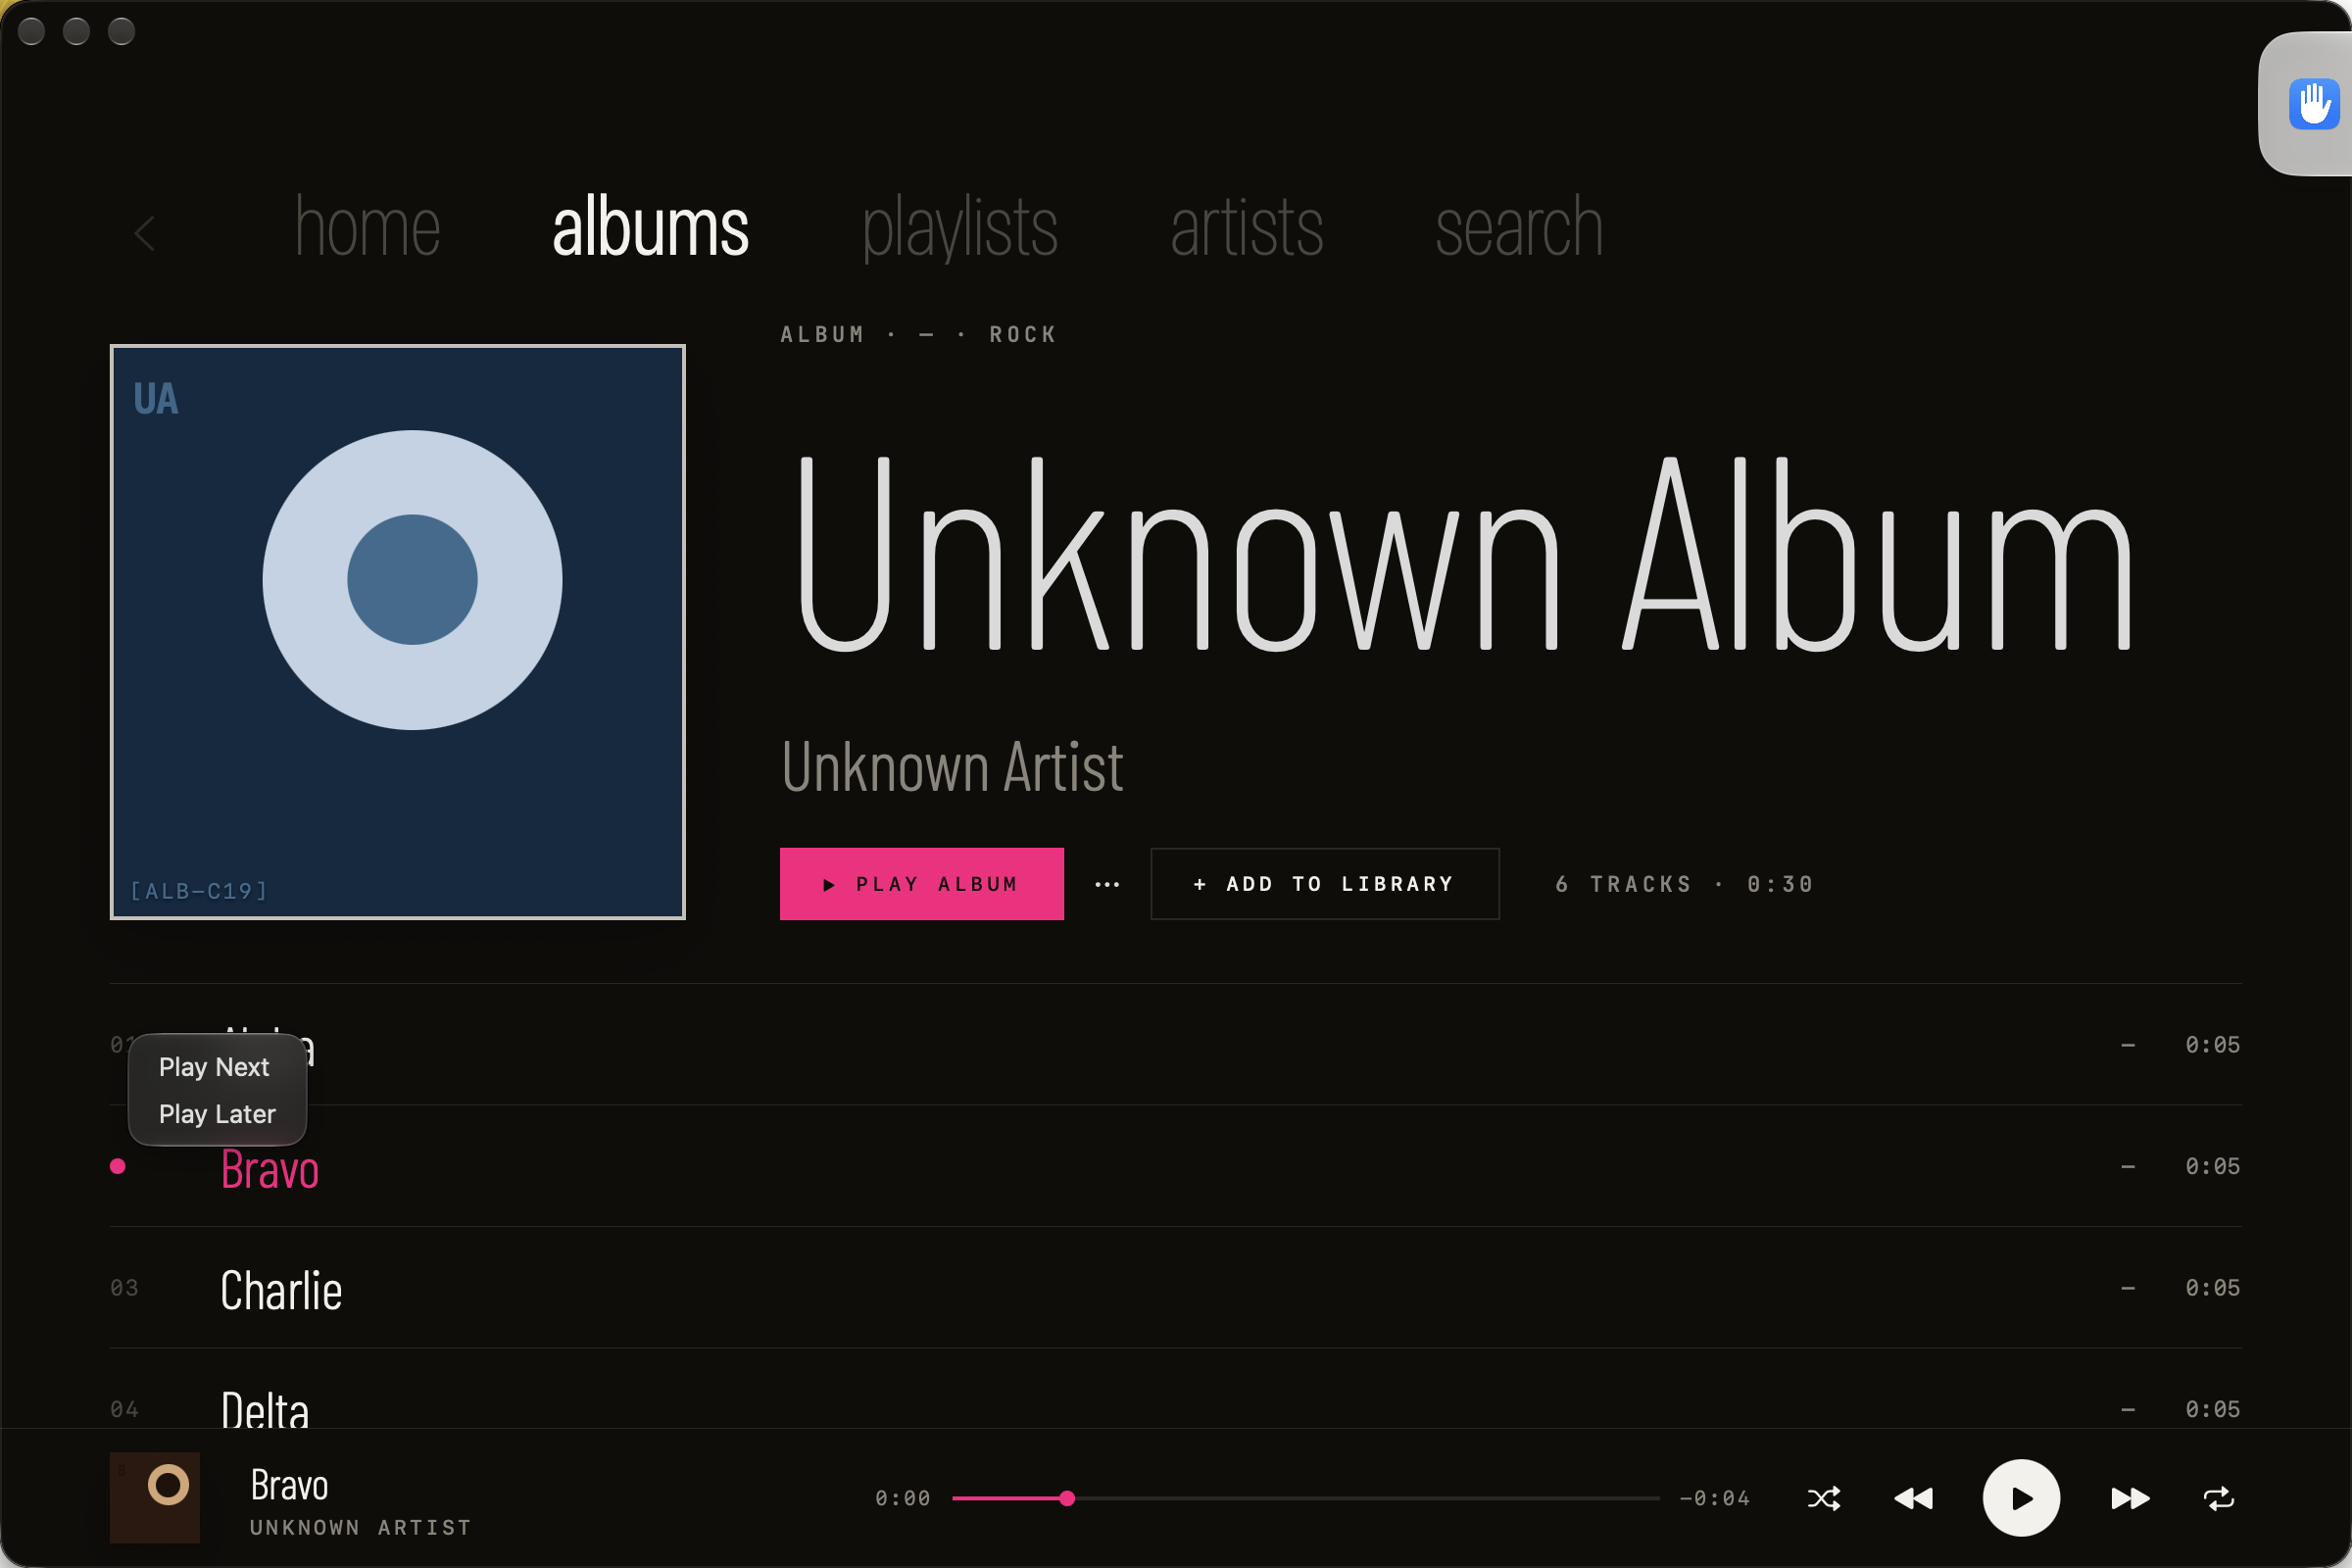 home albums playlists artists search
ALBUM · — · ROCK
UA
Unknown Album
Unknown Artist
[ALB—C19]
PLAY ALBUM
+ ADD TO LIBRARY
6 TRACKS · 0:30
— 0:05
Play Next
Play Later
Bravo — 0:05
03 Charlie — 0:05
04 Delta — 0:05
Bravo
UNKNOWN ARTIST
0:00
—0:04